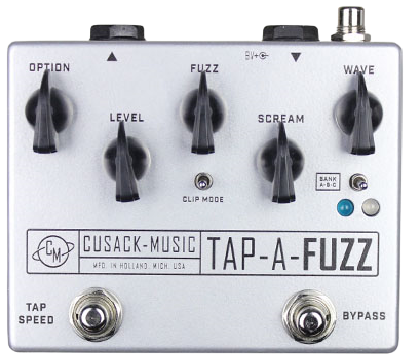 OPTION FUZZ 9V+ WAVE
LEVEL SCREAM
CLIP MODE
BANK
A-B-C
CM
CUSACK-MUSIC
MFD. IN HOLLAND, MICH. USA
TAP-A-FUZZ
TAP
SPEED
BYPASS